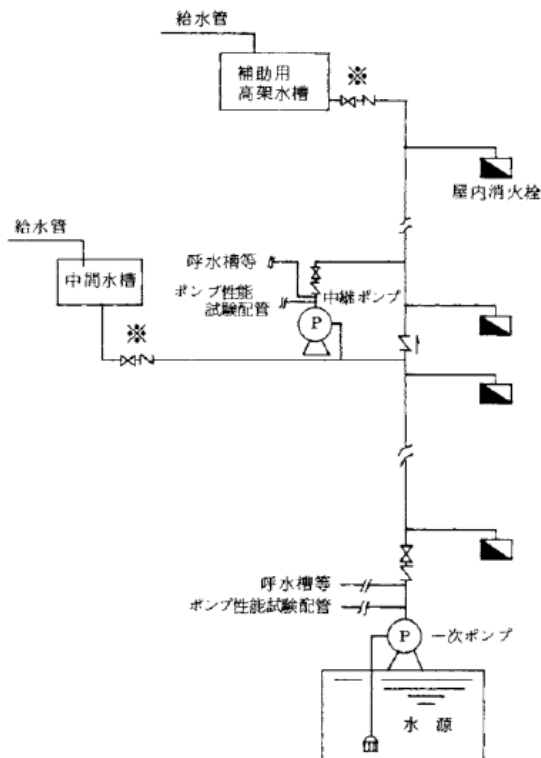 給水管
補助用
高架水槽
※
屋内消火栓
給水管
中間水槽
※
呼水槽等
ポンプ性能
試験配管
中継ポンプ
P
呼水槽等
ポンプ性能試験配管
P
一次ポンプ
水 源